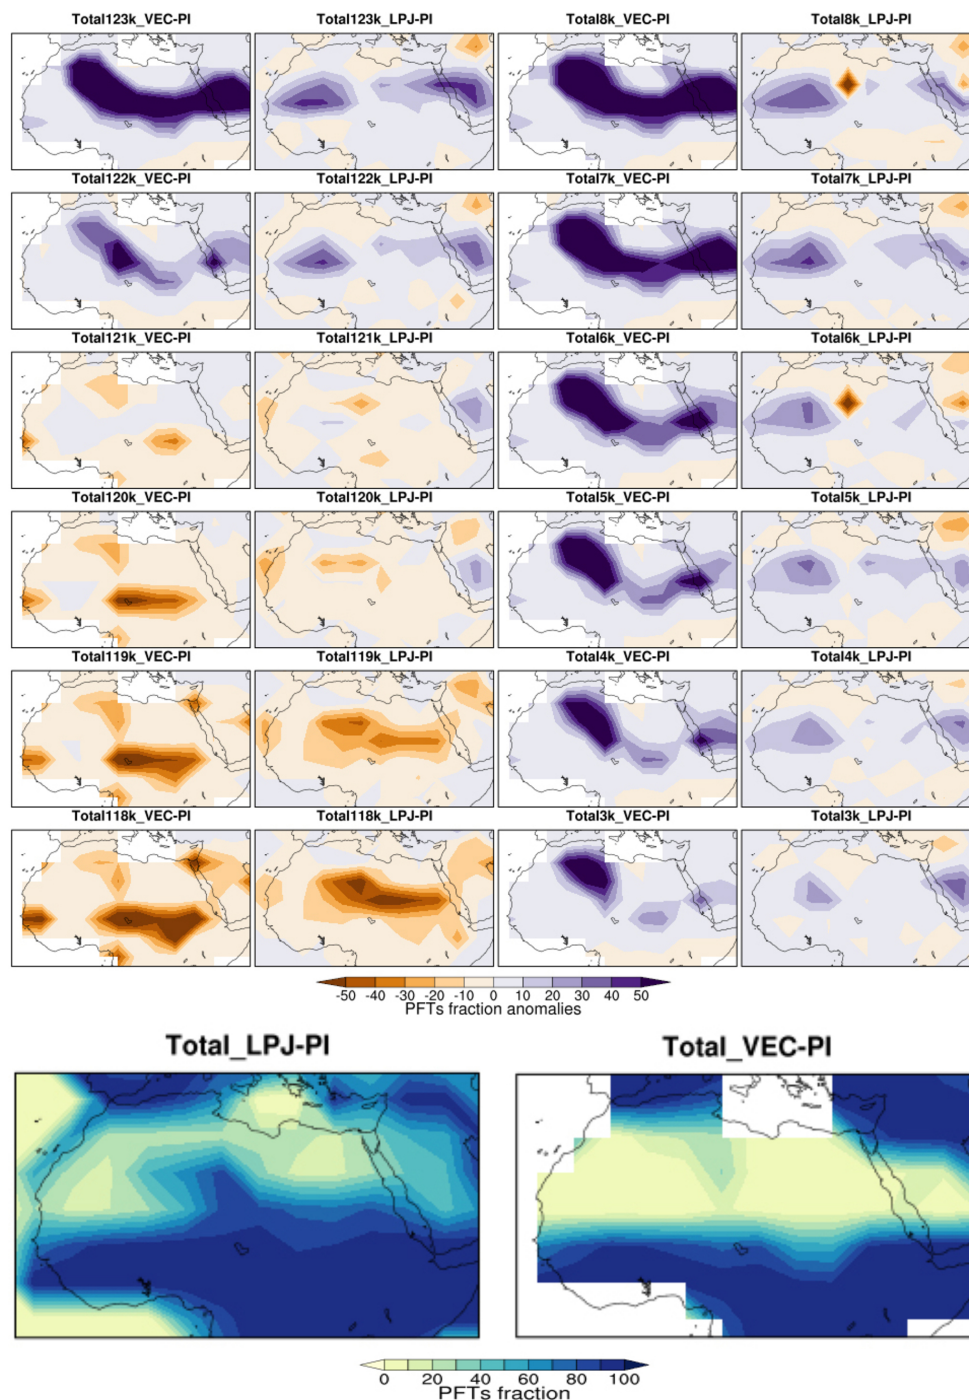 Total123k_VEC-PI Total123k_LPJ-PI Total8k_VEC-PI Total8k_LPJ-PI
Total122k_VEC-PI Total122k_LPJ-PI Total7k_VEC-PI Total7k_LPJ-PI
Total121k_VEC-PI Total121k_LPJ-PI Total6k_VEC-PI Total6k_LPJ-PI
Total120k_VEC-PI Total120k_LPJ-PI Total5k_VEC-PI Total5k_LPJ-PI
Total119k_VEC-PI Total119k_LPJ-PI Total4k_VEC-PI Total4k_LPJ-PI
Total118k_VEC-PI Total118k_LPJ-PI Total3k_VEC-PI Total3k_LPJ-PI
-50 -40 -30 -20 -10 0 10 20 30 40 50
PFTs fraction anomalies
Total_LPJ-PI Total_VEC-PI
0 20 40 60 80 100
PFTs fraction